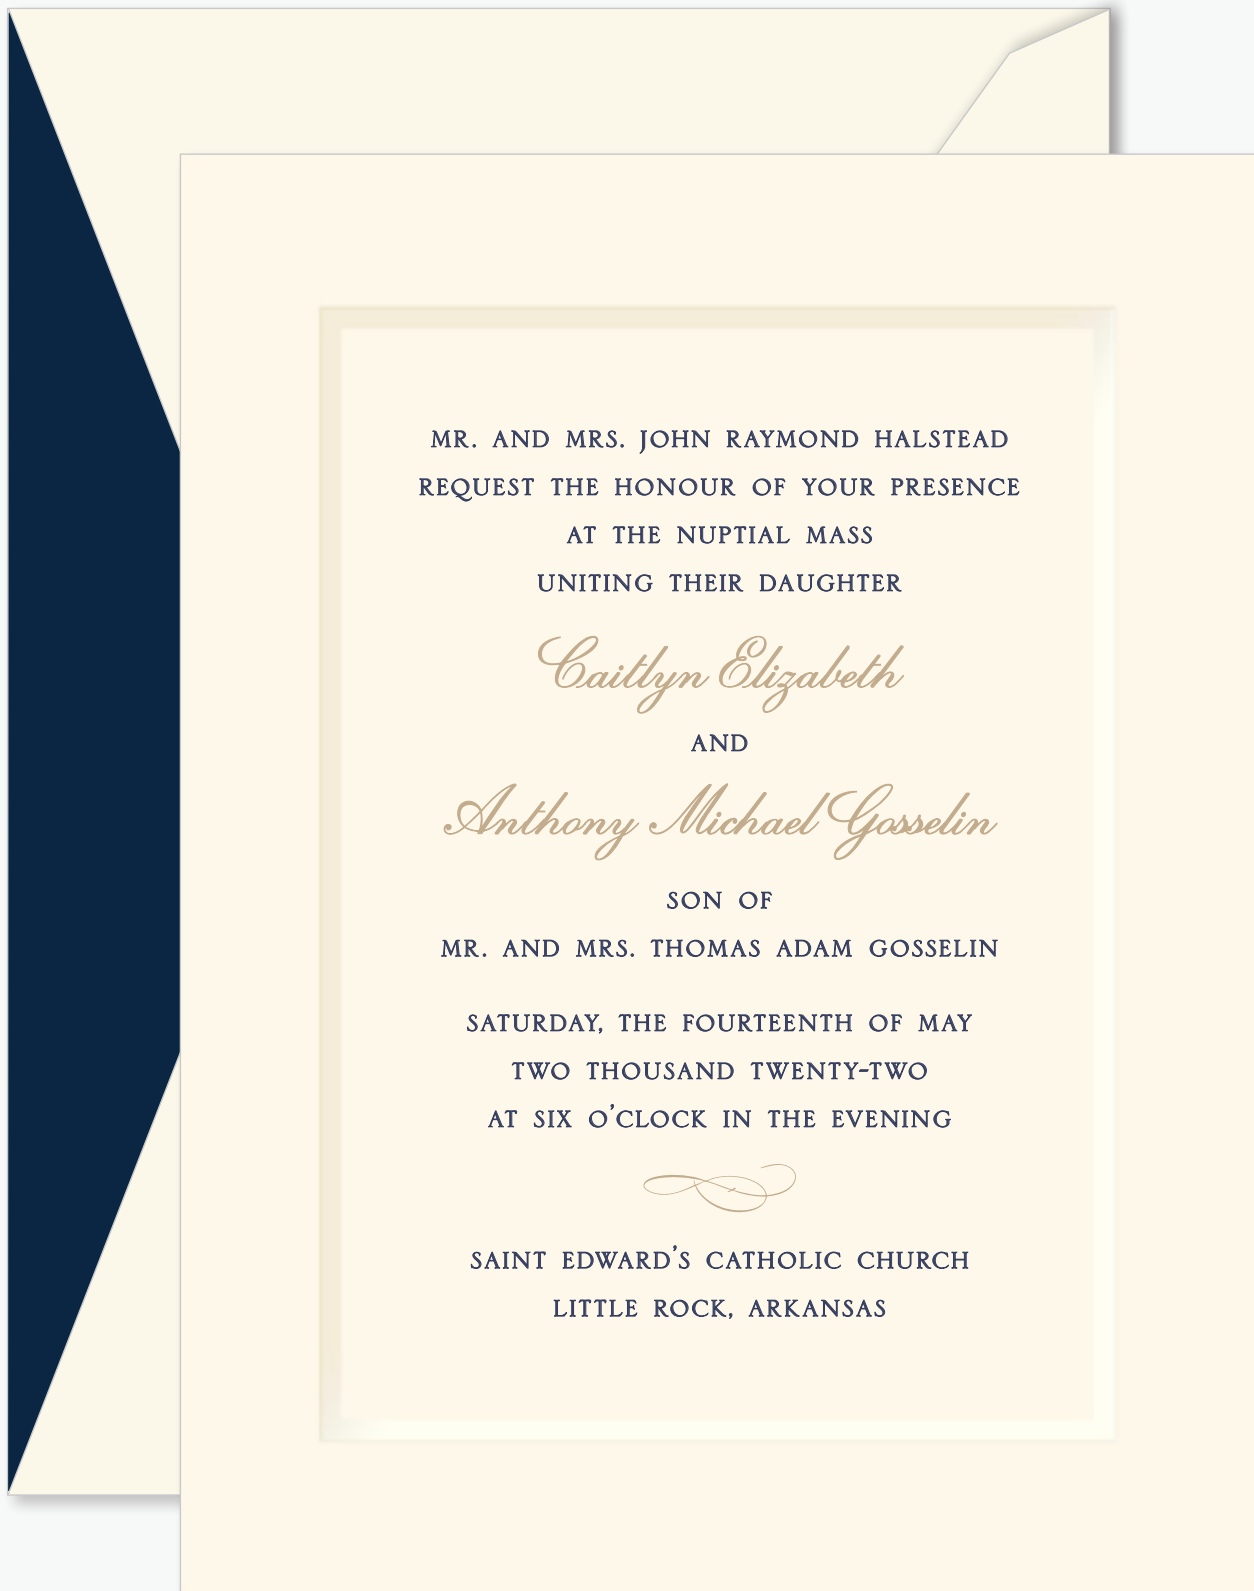 MR. AND MRS. JOHN RAYMOND HALSTEAD
REQUEST THE HONOUR OF YOUR PRESENCE
AT THE NUPTIAL MASS
UNITING THEIR DAUGHTER
Caitlyn Elizabeth
AND
Anthony Michael Gosselin
SON OF
MR. AND MRS. THOMAS ADAM GOSSELIN
SATURDAY, THE FOURTEENTH OF MAY
TWO THOUSAND TWENTY-TWO
AT SIX O'CLOCK IN THE EVENING
SAINT EDWARD'S CATHOLIC CHURCH
LITTLE ROCK, ARKANSAS